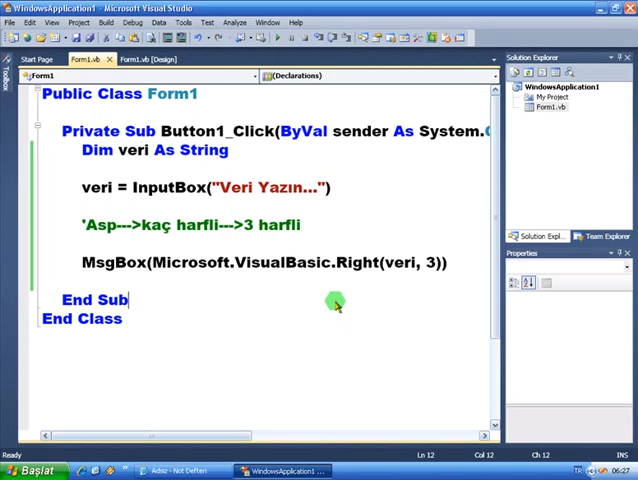 WindowsApplication1 - Microsoft Visual Studio
File Edit View Project Build Debug Data Tools Test Analyze Window Help
Start Page Form1.vb Form1.vb [Design]
Form1 (Declarations)
Public Class Form1
Private Sub Button1_Click(ByVal sender As System.
Dim veri As String
veri = InputBox("Veri Yazın...")
'Asp--->kaç harfli--->3 harfli
MsgBox(Microsoft.VisualBasic.Right(veri, 3))
End Sub
End Class
Toolbox
Solution Explorer
WindowsApplication1
My Project
Form1.vb
Solution Expl... Team Explorer
Properties
Ready Ln 12 Col 12 Ch 12 INS
Başlat Adsız - Not Defteri WindowsApplication1 ... TR 06:27